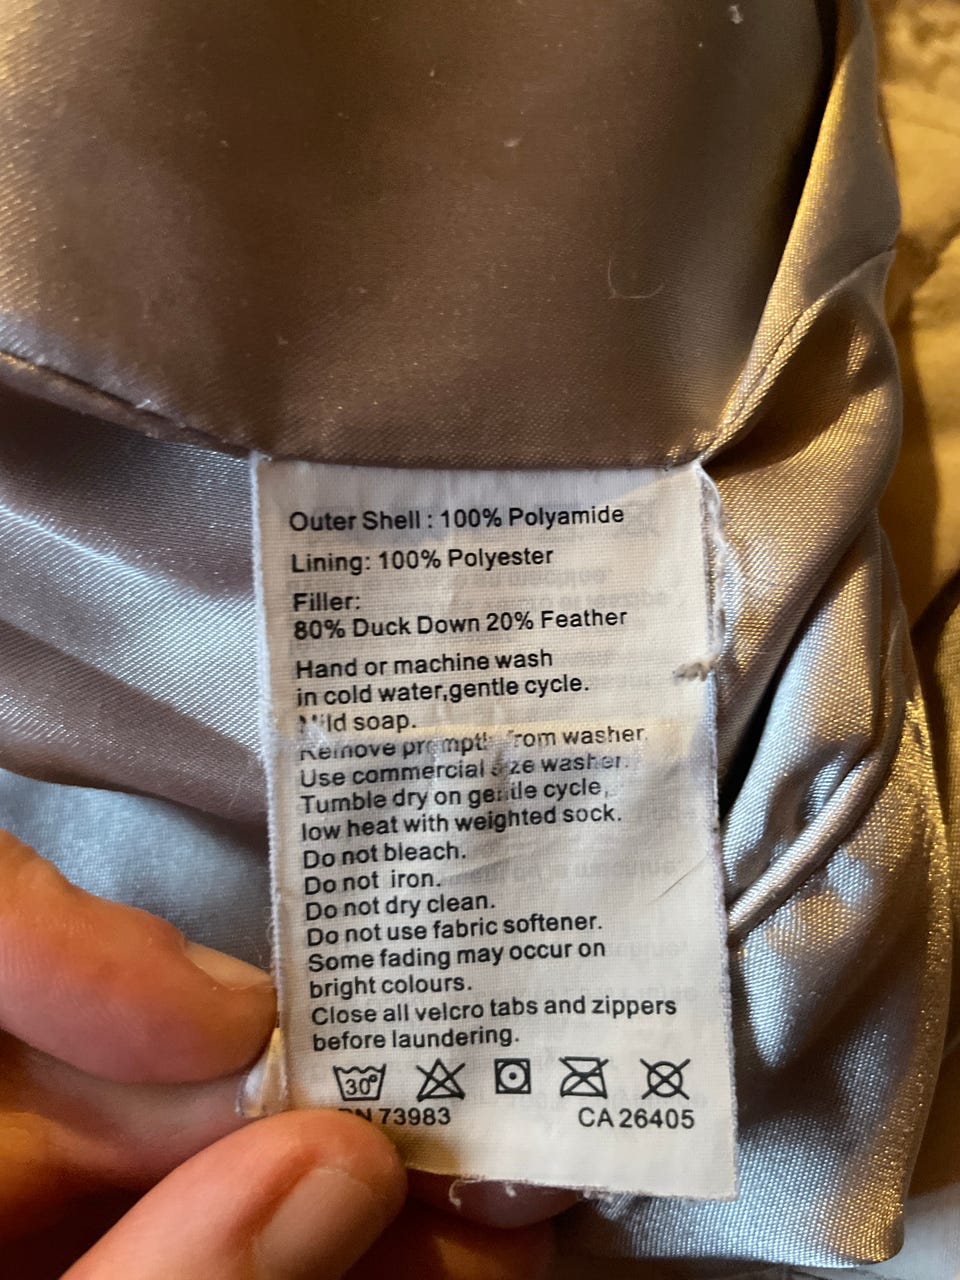 Outer Shell : 100% Polyamide
Lining: 100% Polyester
Filler:
80% Duck Down 20% Feather
Hand or machine wash
in cold water,gentle cycle.
Mild soap.
Remove promptly from washer.
Use commercial size washer.
Tumble dry on gentle cycle,
low heat with weighted sock.
Do not bleach.
Do not iron.
Do not dry clean.
Do not use fabric softener.
Some fading may occur on
bright colours.
Close all velcro tabs and zippers
before laundering.
30°
RN 73983 CA 26405